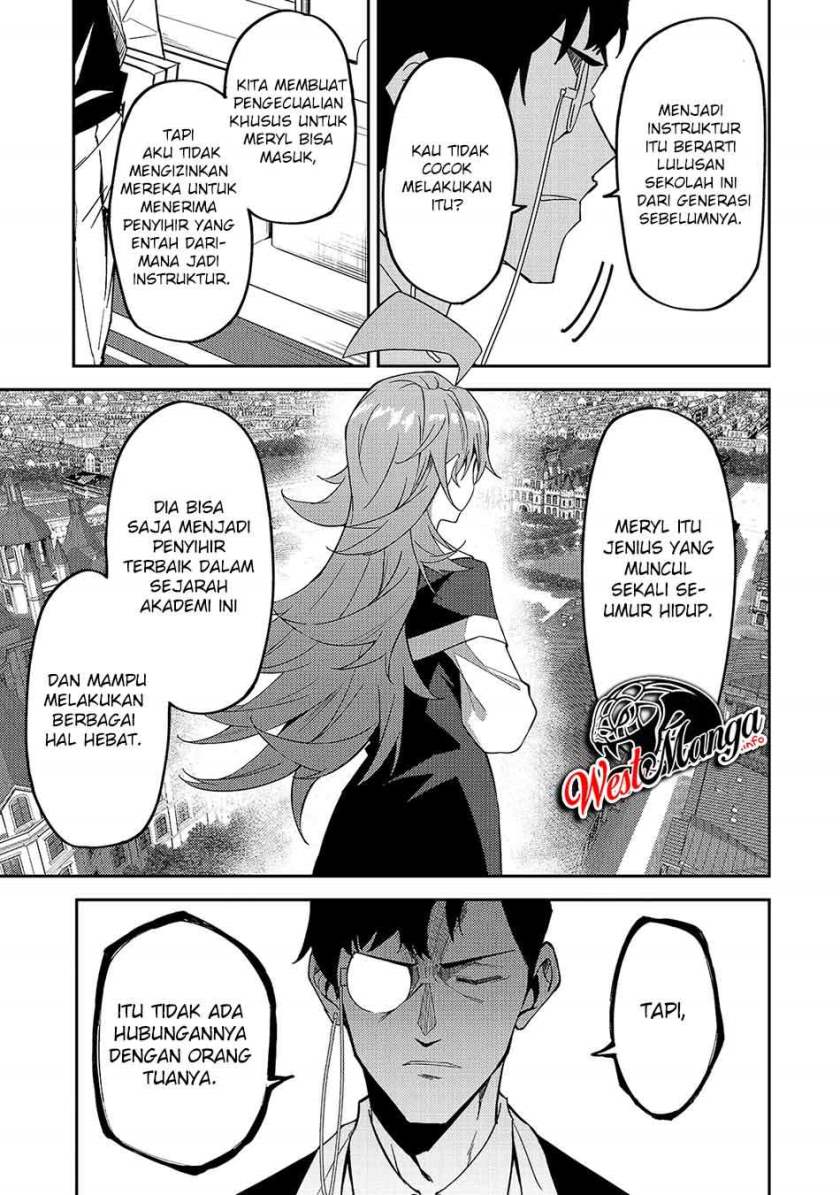 MENJADI
INSTRUKTUR
ITU BERARTI
LULUSAN
SEKOLAH INI
DARI GENERASI
SEBELUMNYA.
KAU TIDAK
COCOK
MELAKUKAN
ITU?
KITA MEMBUAT
PENGECUALIAN
KHUSUS UNTUK
MERYL BISA
MASUK,
TAPI
AKU TIDAK
MENGIZINKAN
MEREKA UNTUK
MENERIMA
PENYIHIR YANG
ENTAH DARI-
MANA JADI
INSTRUKTUR.
MERYL ITU
JENIUS YANG
MUNCUL
SEKALI SE-
UMUR HIDUP.
DIA BISA
SAJA MENJADI
PENYIHIR
TERBAIK DALAM
SEJARAH
AKADEMI INI
DAN MAMPU
MELAKUKAN
BERBAGAI
HAL HEBAT.
WestManga
.info
TAPI,
ITU TIDAK ADA
HUBUNGANNYA
DENGAN ORANG
TUANYA.